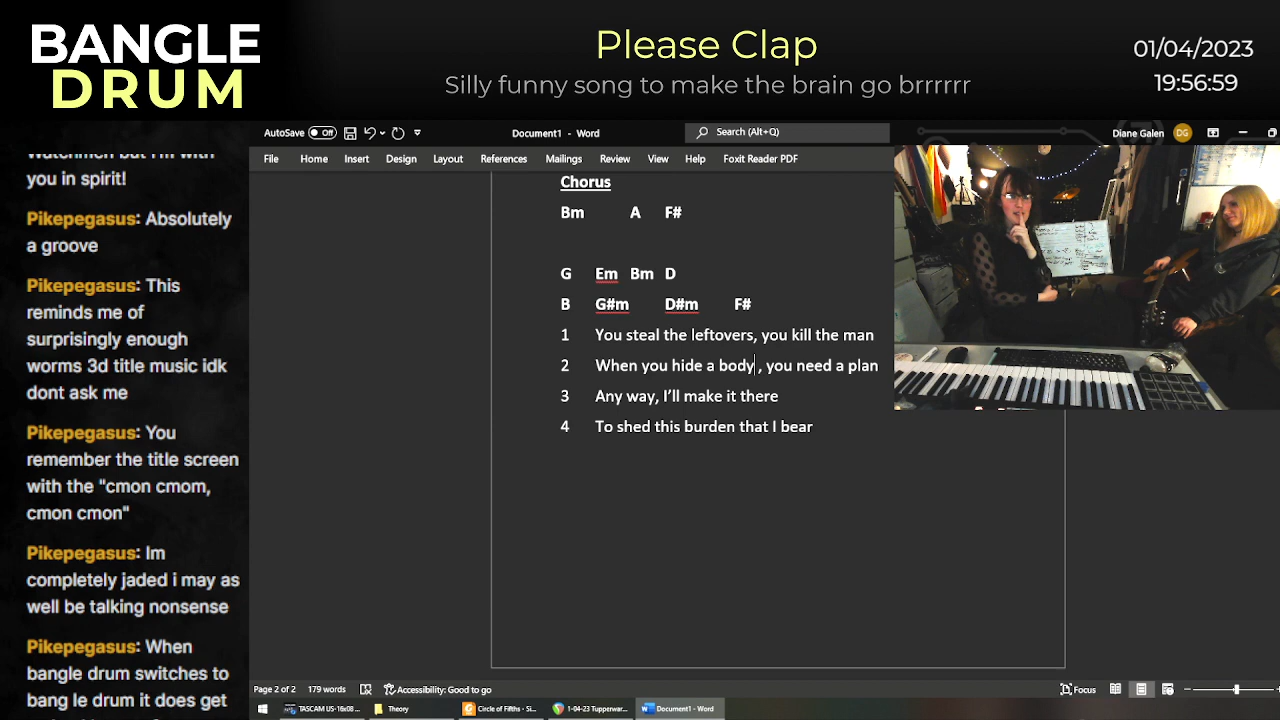 BANGLE
DRUM
Please Clap
Silly funny song to make the brain go brrrrrr
01/04/2023
19:56:59
AutoSave Off
Document1 - Word
Search (Alt+Q)
Diane Galen DG
File Home Insert Design Layout References Mailings Review View Help Foxit Reader PDF
you in spirit!
Pikepegasus: Absolutely
a groove
Pikepegasus: This
reminds me of
surprisingly enough
worms 3d title music idk
dont ask me
Pikepegasus: You
remember the title screen
with the "cmon cmom,
cmon cmon"
Pikepegasus: Im
completely jaded i may as
well be talking nonsense
Pikepegasus: When
bangle drum switches to
bang le drum it does get
Chorus
Bm A F#
G Em Bm D
B G#m D#m F#
1 You steal the leftovers, you kill the man
2 When you hide a body , you need a plan
3 Any way, I'll make it there
4 To shed this burden that I bear
Page 2 of 2 179 words Accessibility: Good to go Focus
TASCAM US-16x08 ... Theory Circle of Fifths - Si... 1-04-23 Tupperwar... Document1 - Word